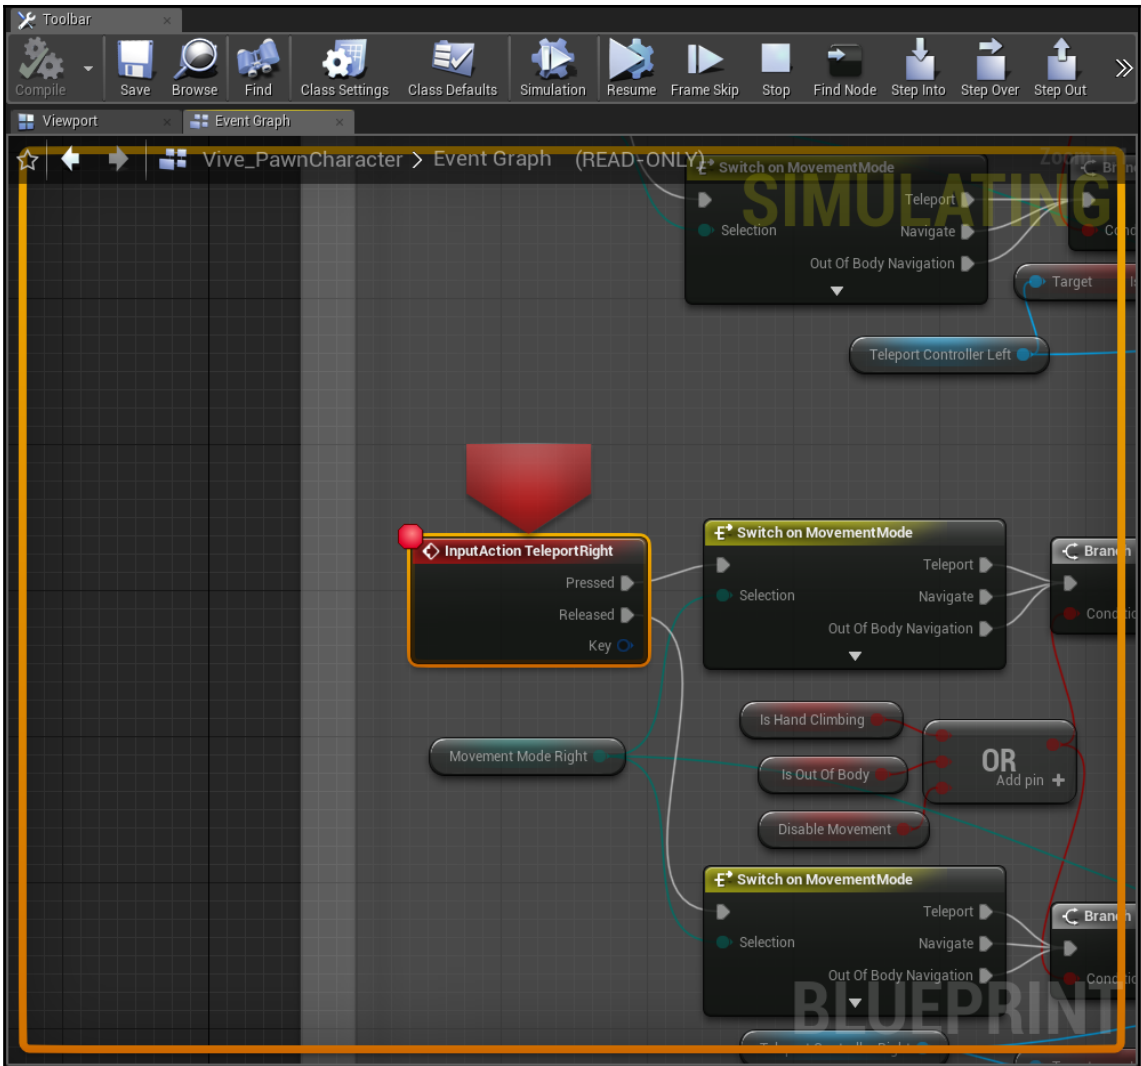 Toolbar
Compile
Save
Browse
Find
Class Settings
Class Defaults
Simulation
Resume
Frame Skip
Stop
Find Node
Step Into
Step Over
Step Out
Viewport
Event Graph
Vive_PawnCharacter > Event Graph (READ-ONLY)
SIMULATING
Switch on MovementMode
Teleport
Selection
Navigate
Out Of Body Navigation
Target
Teleport Controller Left
InputAction TeleportRight
Pressed
Released
Key
Switch on MovementMode
Teleport
Selection
Navigate
Out Of Body Navigation
Branch
Is Hand Climbing
Movement Mode Right
Is Out Of Body
OR
Add pin +
Disable Movement
Switch on MovementMode
Teleport
Selection
Navigate
Out Of Body Navigation
Branch
BLUEPRINT